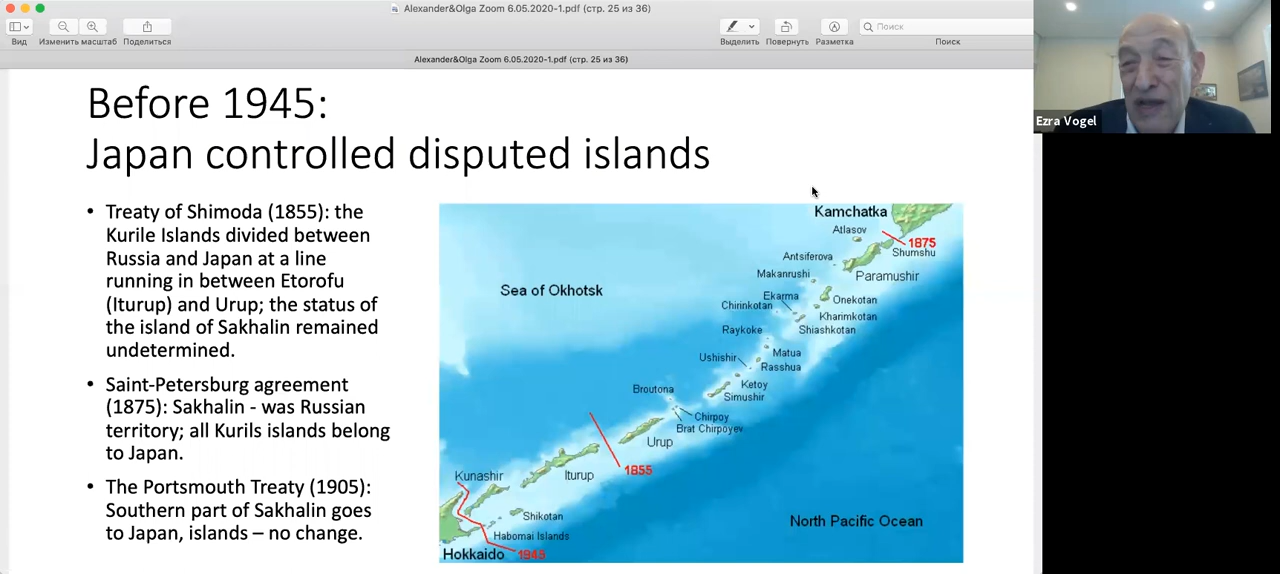 Alexander&Olga Zoom 6.05.2020-1.pdf (стр. 25 из 36)
Вид
Изменить масштаб
Поделиться
Выделить
Повернуть
Разметка
Поиск
Поиск
Alexander&Olga Zoom 6.05.2020-1.pdf (стр. 25 из 36)
Ezra Vogel
Before 1945:
Japan controlled disputed islands
• Treaty of Shimoda (1855): the
Kurile Islands divided between
Russia and Japan at a line
running in between Etorofu
(Iturup) and Urup; the status of
the island of Sakhalin remained
undetermined.
• Saint-Petersburg agreement
(1875): Sakhalin - was Russian
territory; all Kurils islands belong
to Japan.
• The Portsmouth Treaty (1905):
Southern part of Sakhalin goes
to Japan, islands – no change.
Kamchatka
Atlasov
1875
Shumshu
Antsiferova
Makanrushi
Paramushir
Sea of Okhotsk
Ekarma
Onekotan
Chirinkotan
Kharimkotan
Raykoke
Shiashkotan
Matua
Ushishir
Rasshua
Ketoy
Broutona
Simushir
Chirpoy
Brat Chirpoyev
Urup
1855
Kunashir
Iturup
Shikotan
North Pacific Ocean
Habomai Islands
Hokkaido
1945